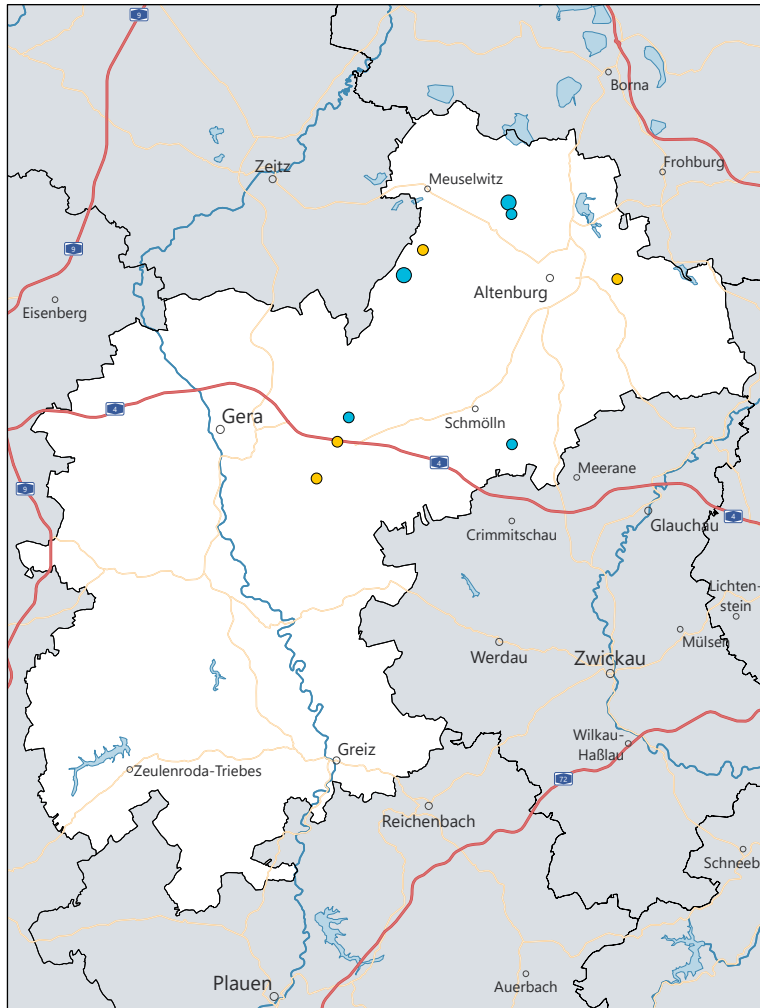 9
Borna
Zeitz
Meuselwitz
Frohburg
9
Eisenberg
Altenburg
4
Gera
Schmölln
4
Meerane
9
Glauchau
4
Crimmitschau
Lichten-
stein
Mülsen
Werdau
Zwickau
Wilkau-
Haßlau
Greiz
Zeulenroda-Triebes
72
Reichenbach
Schneeb
Plauen
Auerbach